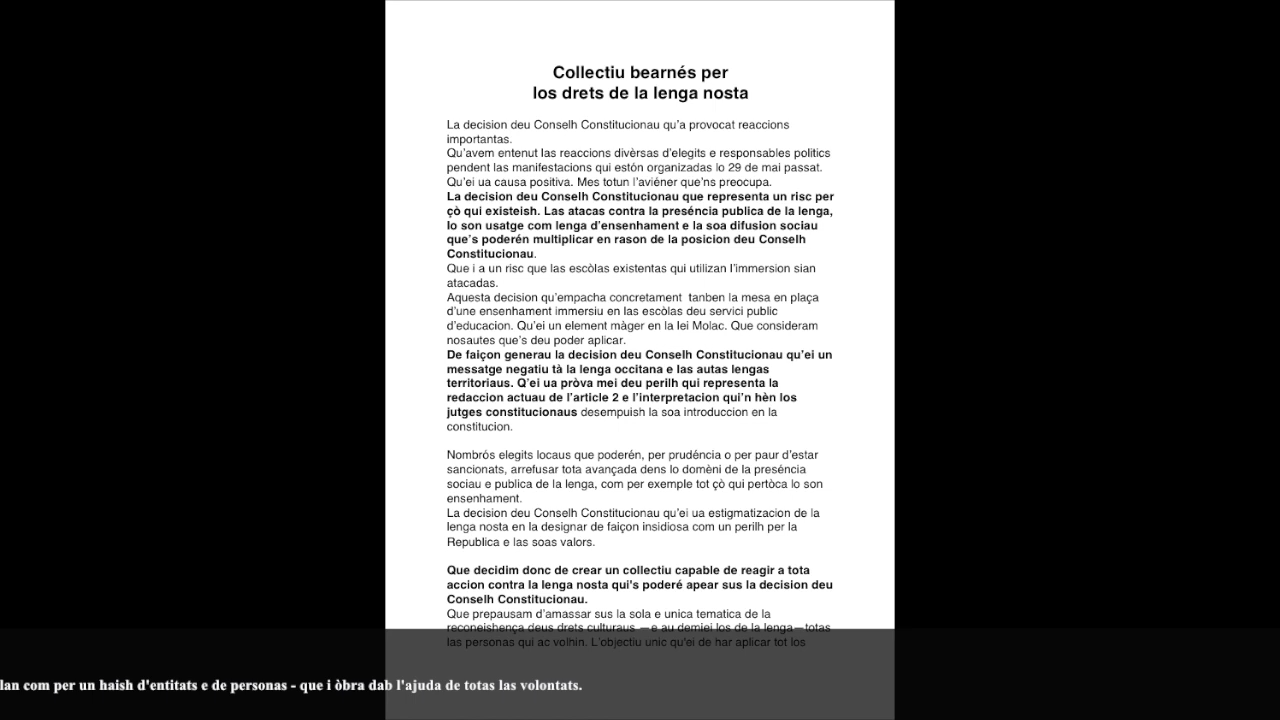 Collectiu bearnés per
los drets de la lenga nosta
La decision deu Conselh Constitucionau qu'a provocat reaccions
importantas.
Qu'avem entenut las reaccions divèrsas d'elegits e responsables politics
pendent las manifestacions qui estón organizadas lo 29 de mai passat.
Qu'ei ua causa positiva. Mes totun l'aviéner que'ns preocupa.
La decision deu Conselh Constitucionau que representa un risc per
çò qui existeish. Las atacas contra la preséncia publica de la lenga,
lo son usatge com lenga d'ensenhament e la soa difusion sociau
que's poderén multiplicar en rason de la posicion deu Conselh
Constitucionau.
Que i a un risc que las escòlas existentas qui utilizan l'immersion sian
atacadas.
Aquesta decision qu'empacha concretament  tanben la mesa en plaça
d'une ensenhament immersiu en las escòlas deu servici public
d'educacion. Qu'ei un element màger en la lei Molac. Que consideram
nosautes que's deu poder aplicar.
De faiçon generau la decision deu Conselh Constitucionau qu'ei un
messatge negatiu tà la lenga occitana e las autas lengas
territoriaus. Q'ei ua pròva mei deu perilh qui representa la
redaccion actuau de l'article 2 e l'interpretacion qui'n hèn los
jutges constitucionaus desempuish la soa introduccion en la
constitucion.
Nombrós elegits locaus que poderén, per prudéncia o per paur d'estar
sancionats, arrefusar tota avançada dens lo domèni de la preséncia
sociau e publica de la lenga, com per exemple tot çò qui pertòca lo son
ensenhament.
La decision deu Conselh Constitucionau qu'ei ua estigmatizacion de la
lenga nosta en la designar de faiçon insidiosa com un perilh per la
Republica e las soas valors.
Que decidim donc de crear un collectiu capable de reagir a tota
accion contra la lenga nosta qui's poderé apear sus la decision deu
Conselh Constitucionau.
Que prepausam d'amassar sus la sola e unica tematica de la
reconeishença deus drets culturaus —e au demiei los de la lenga—totas
las personas qui ac volhin. L'objectiu unic qu'ei de har aplicar tot los
lan com per un haish d'entitats e de personas - que i òbra dab l'ajuda de totas las volontats.